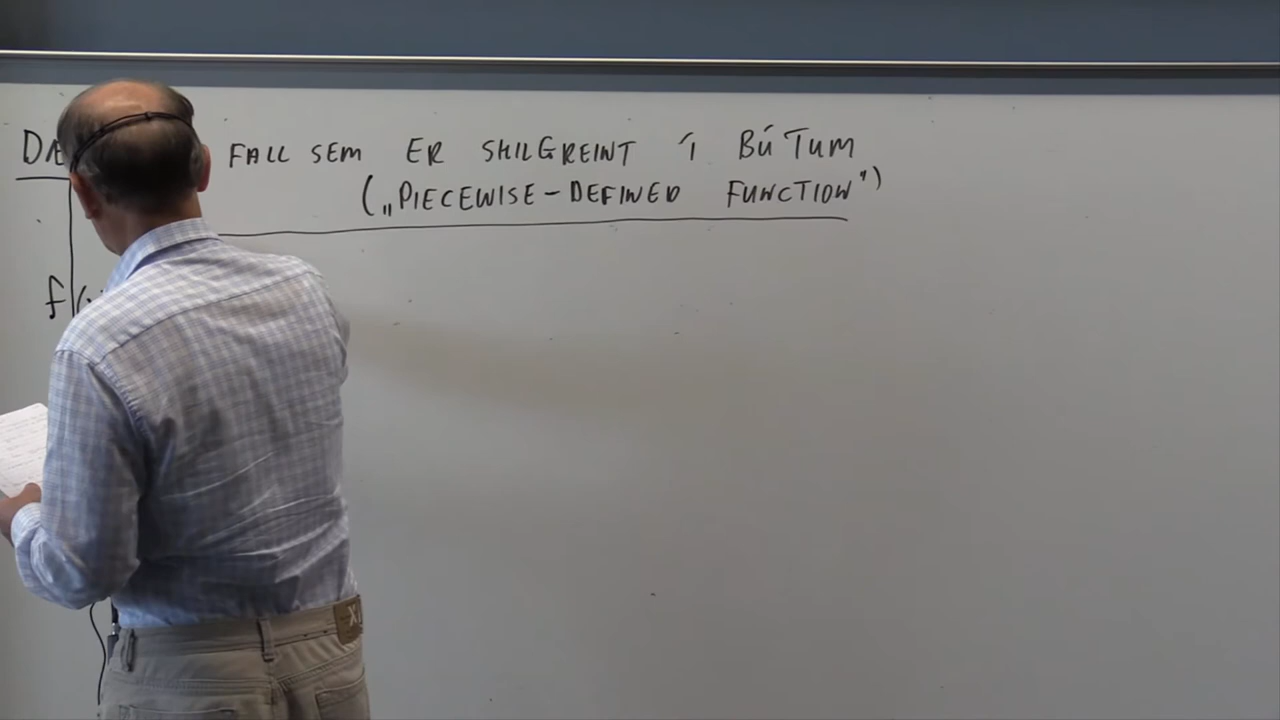 FALL SEM ER SKILGREINT Í BÚTUM
(„PIECEWISE-DEFINED FUNCTION")
f(